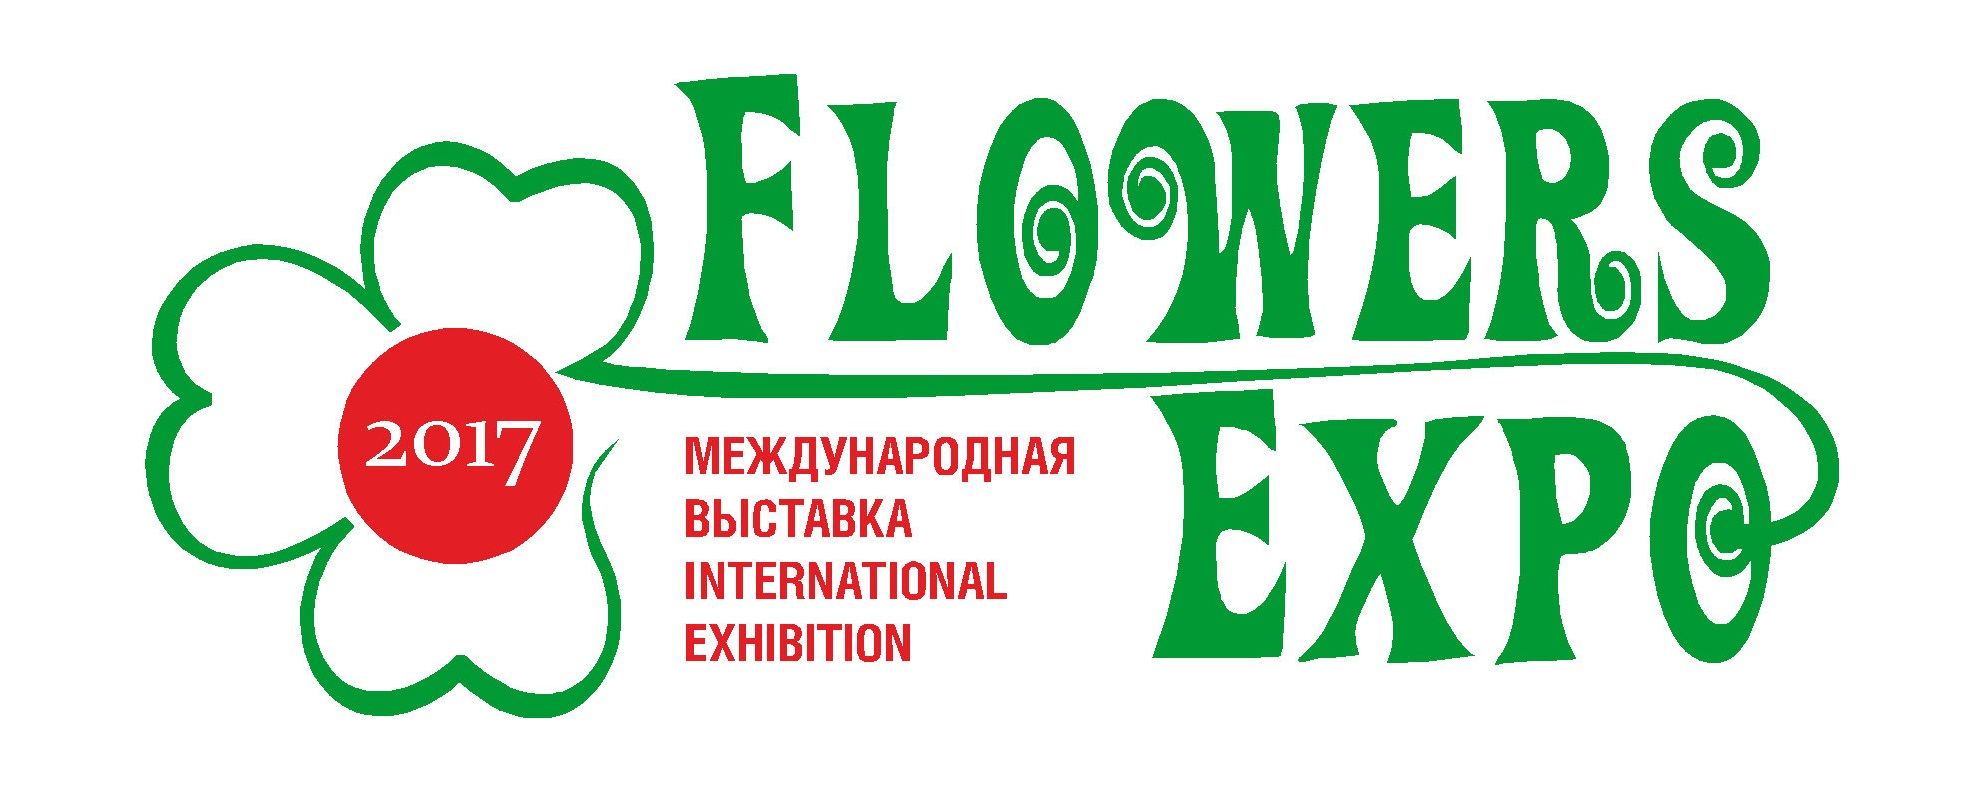 FLOWERS
EXPO
2017
МЕЖДУНАРОДНАЯ
ВЫСТАВКА
INTERNATIONAL
EXHIBITION